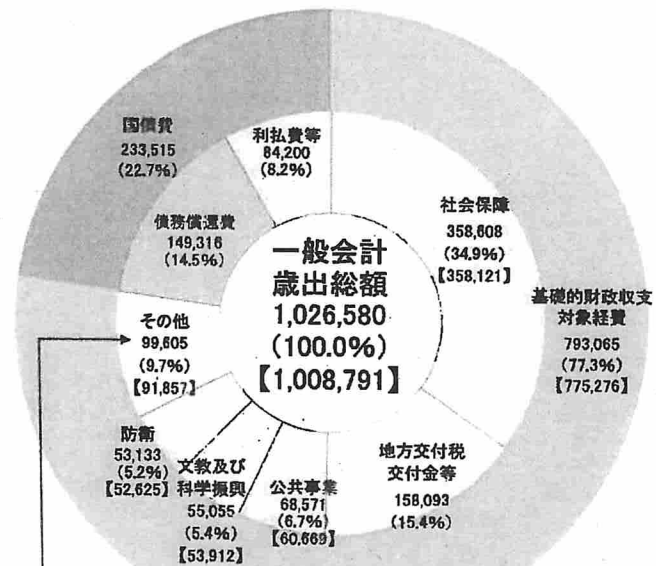 国債費
233,515
(22.7%)
利払費等
84,200
(8.2%)
債務償還費
149,316
(14.5%)
社会保障
358,608
(34.9%)
【358,121】
基礎的財政収支
対象経費
793,065
(77.3%)
【775,276】
一般会計
歳出総額
1,026,580
(100.0%)
【1,008,791】
その他
99,605
(9.7%)
【91,857】
防衛
53,133
(5.2%)
【52,625】
文教及び
科学振興
55,055
(5.4%)
【53,912】
公共事業
68,571
(6.7%)
【60,669】
地方交付税
交付金等
158,093
(15.4%)